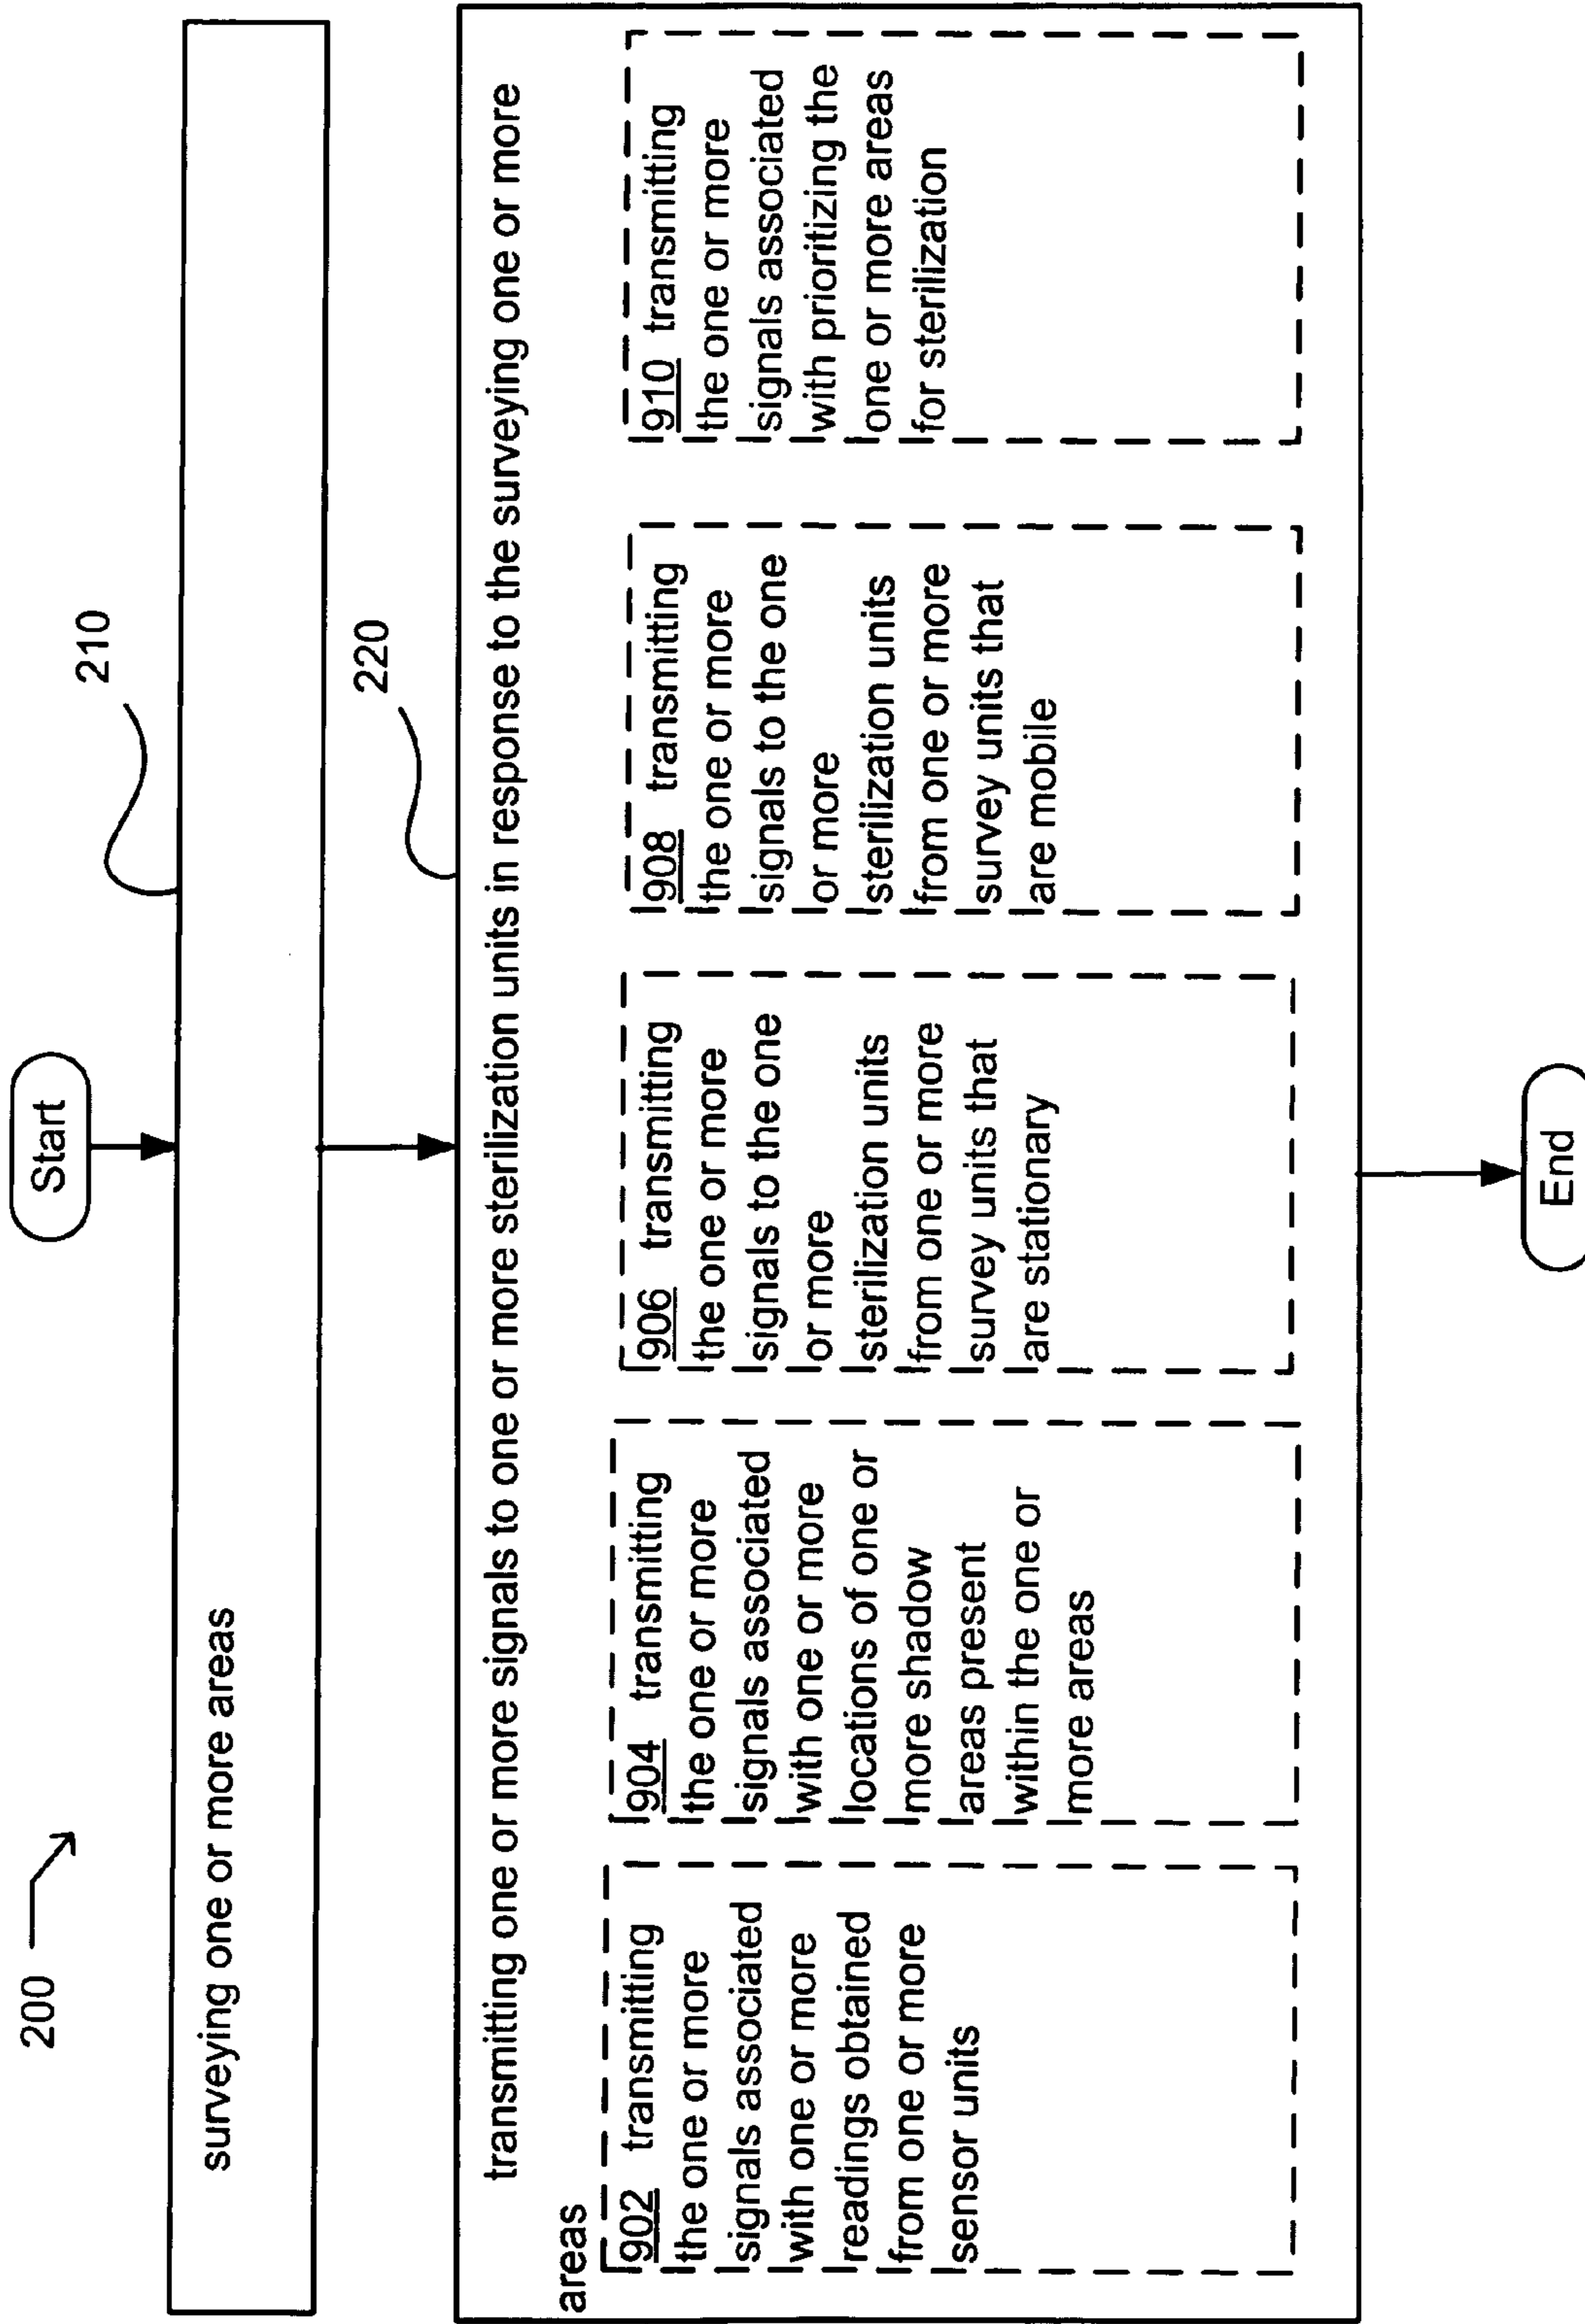 200
Start
210
surveying one or more areas
220
transmitting one or more signals to one or more sterilization units in response to the surveying one or more
areas
902 transmitting
the one or more
signals associated
with one or more
readings obtained
from one or more
sensor units
904 transmitting
the one or more
signals associated
with one or more
locations of one or
more shadow
areas present
within the one or
more areas
906 transmitting
the one or more
signals to the one
or more
sterilization units
from one or more
survey units that
are stationary
908 transmitting
the one or more
signals to the one
or more
sterilization units
from one or more
survey units that
are mobile
910 transmitting
the one or more
signals associated
with prioritizing the
one or more areas
for sterilization
End